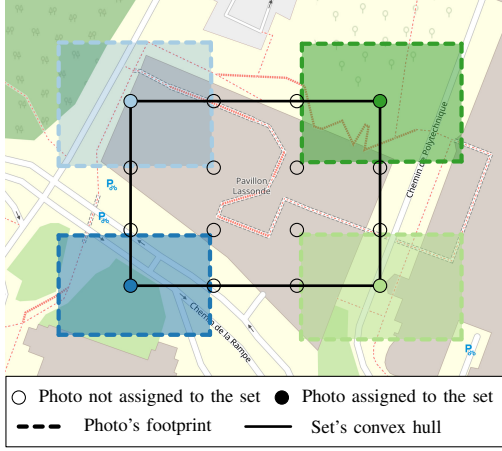 Pavillon
Lassonde
Chemin de Polytechnique
P
P
Chemin de la Rampe
P
Photo not assigned to the set
Photo assigned to the set
Photo's footprint
Set's convex hull